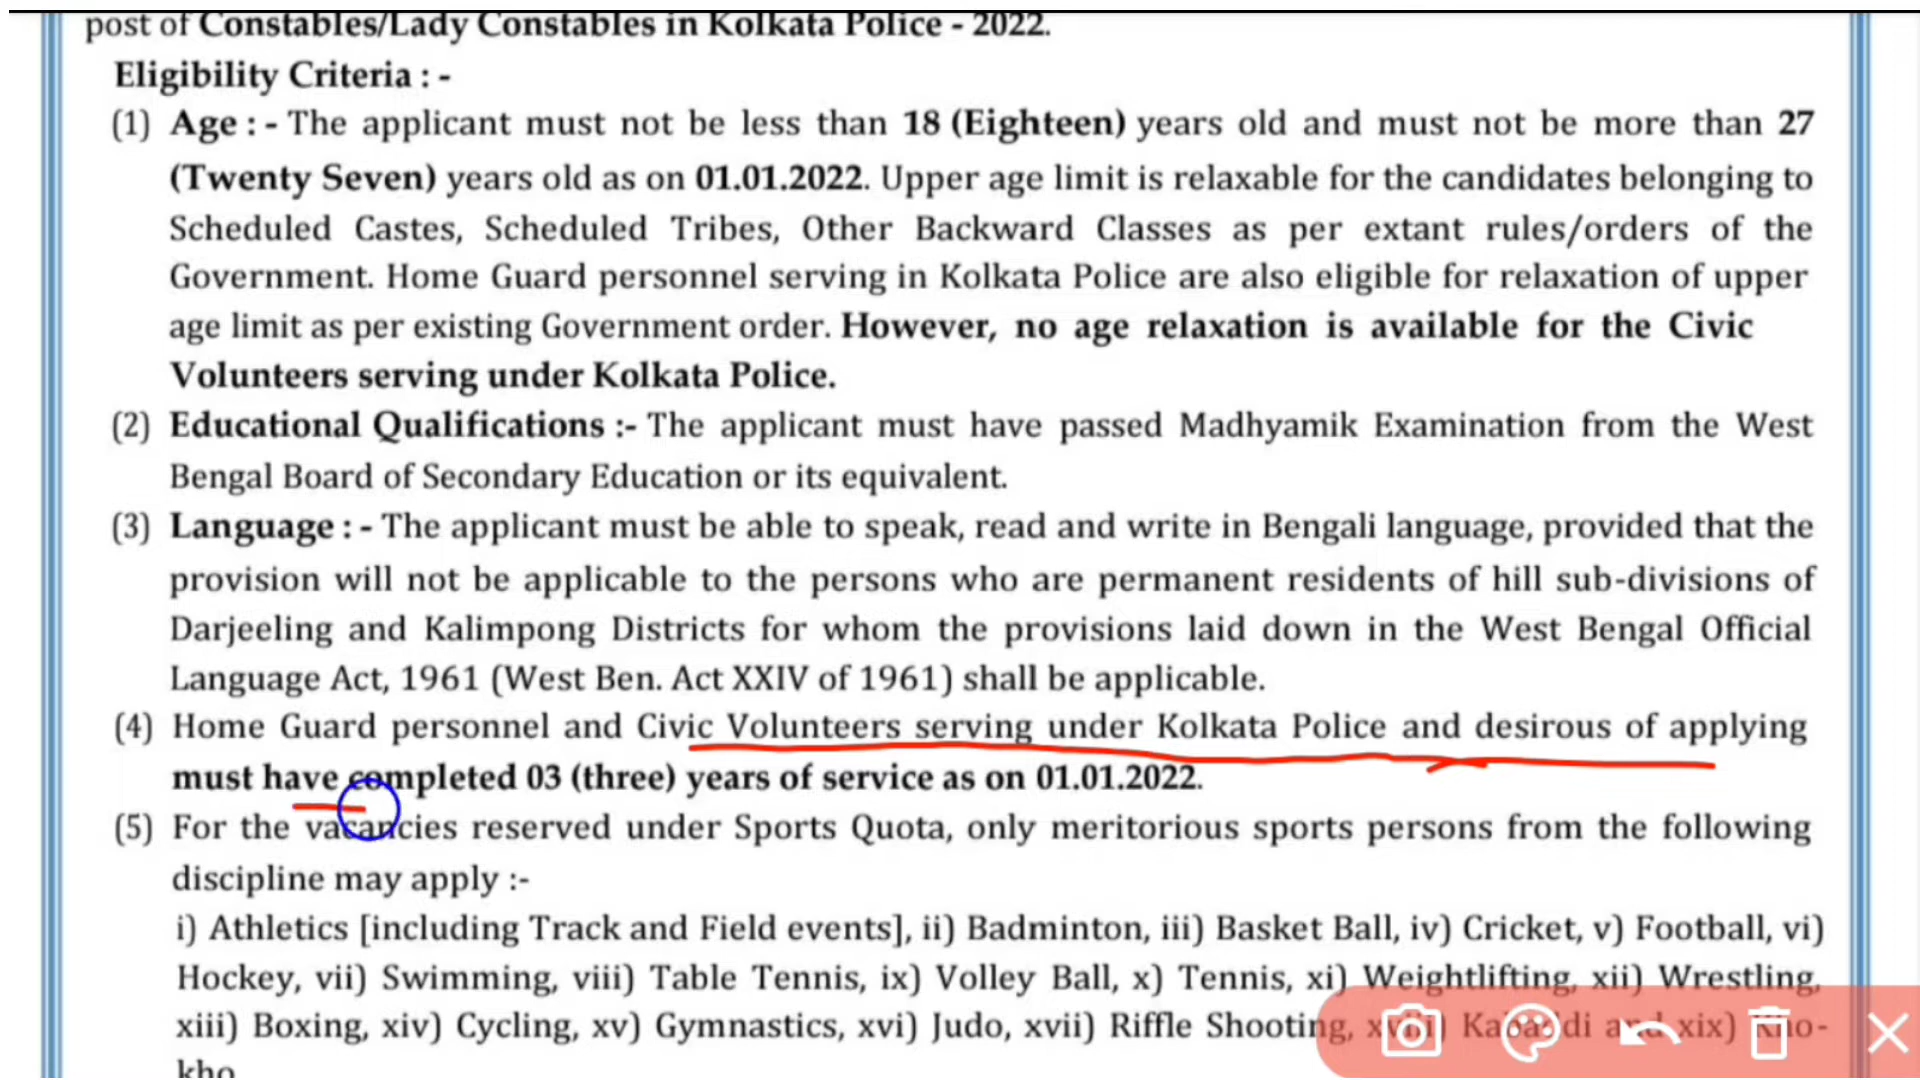 post of Constables/Lady Constables in Kolkata Police - 2022.
Eligibility Criteria : -
(1) Age : - The applicant must not be less than 18 (Eighteen) years old and must not be more than 27
(Twenty Seven) years old as on 01.01.2022. Upper age limit is relaxable for the candidates belonging to
Scheduled Castes, Scheduled Tribes, Other Backward Classes as per extant rules/orders of the
Government. Home Guard personnel serving in Kolkata Police are also eligible for relaxation of upper
age limit as per existing Government order. However, no age relaxation is available for the Civic
Volunteers serving under Kolkata Police.
(2) Educational Qualifications :- The applicant must have passed Madhyamik Examination from the West
Bengal Board of Secondary Education or its equivalent.
(3) Language : - The applicant must be able to speak, read and write in Bengali language, provided that the
provision will not be applicable to the persons who are permanent residents of hill sub-divisions of
Darjeeling and Kalimpong Districts for whom the provisions laid down in the West Bengal Official
Language Act, 1961 (West Ben. Act XXIV of 1961) shall be applicable.
(4) Home Guard personnel and Civic Volunteers serving under Kolkata Police and desirous of applying
must have completed 03 (three) years of service as on 01.01.2022.
(5) For the vacancies reserved under Sports Quota, only meritorious sports persons from the following
discipline may apply :-
i) Athletics [including Track and Field events], ii) Badminton, iii) Basket Ball, iv) Cricket, v) Football, vi)
Hockey, vii) Swimming, viii) Table Tennis, ix) Volley Ball, x) Tennis, xi) Weightlifting, xii) Wrestling,
xiii) Boxing, xiv) Cycling, xv) Gymnastics, xvi) Judo, xvii) Riffle Shooting, xviii) Kabaddi and xix) Kho-
kho